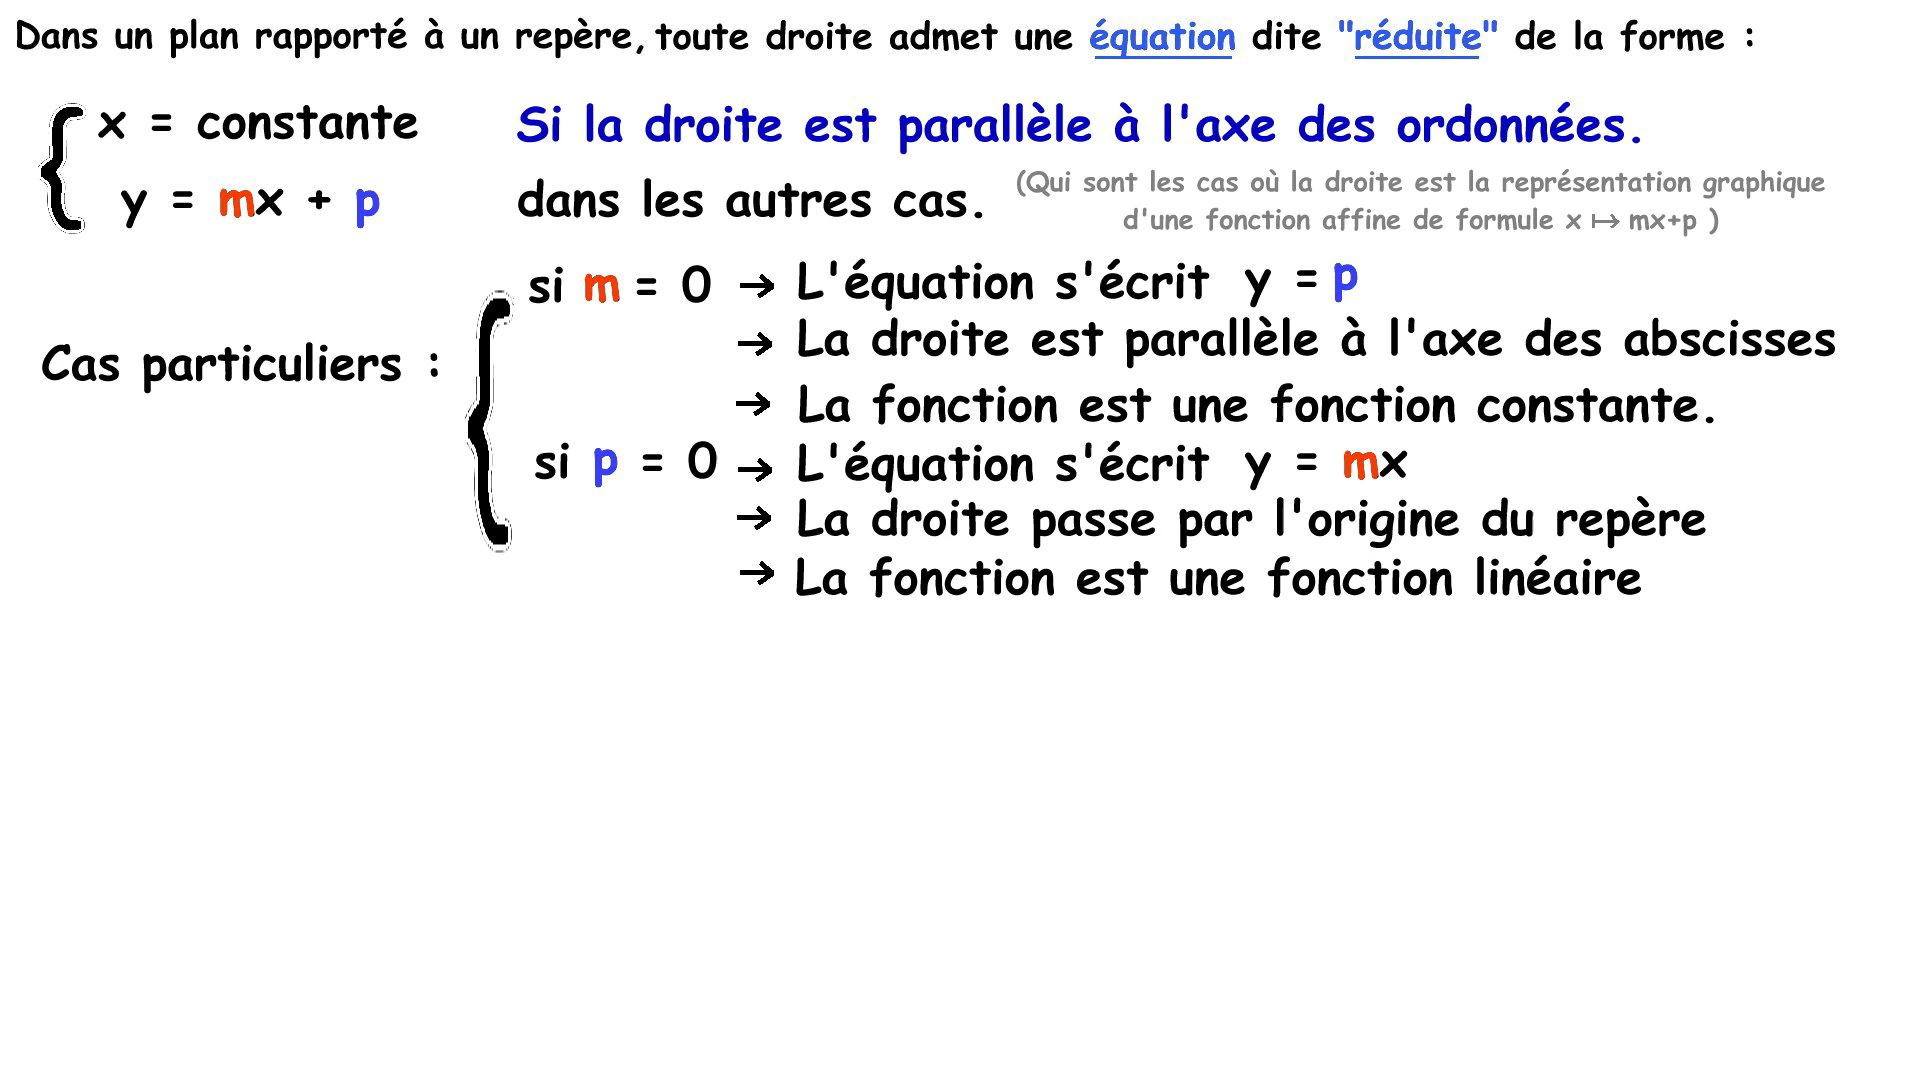 Dans un plan rapporté à un repère, toute droite admet une équation dite "réduite" de la forme :
x = constante Si la droite est parallèle à l'axe des ordonnées.
y = mx + p dans les autres cas. (Qui sont les cas où la droite est la représentation graphique
d'une fonction affine de formule x ↦ mx+p )
si m = 0 → L'équation s'écrit y = p
→ La droite est parallèle à l'axe des abscisses
Cas particuliers :
→ La fonction est une fonction constante.
si p = 0 → L'équation s'écrit y = mx
→ La droite passe par l'origine du repère
→ La fonction est une fonction linéaire